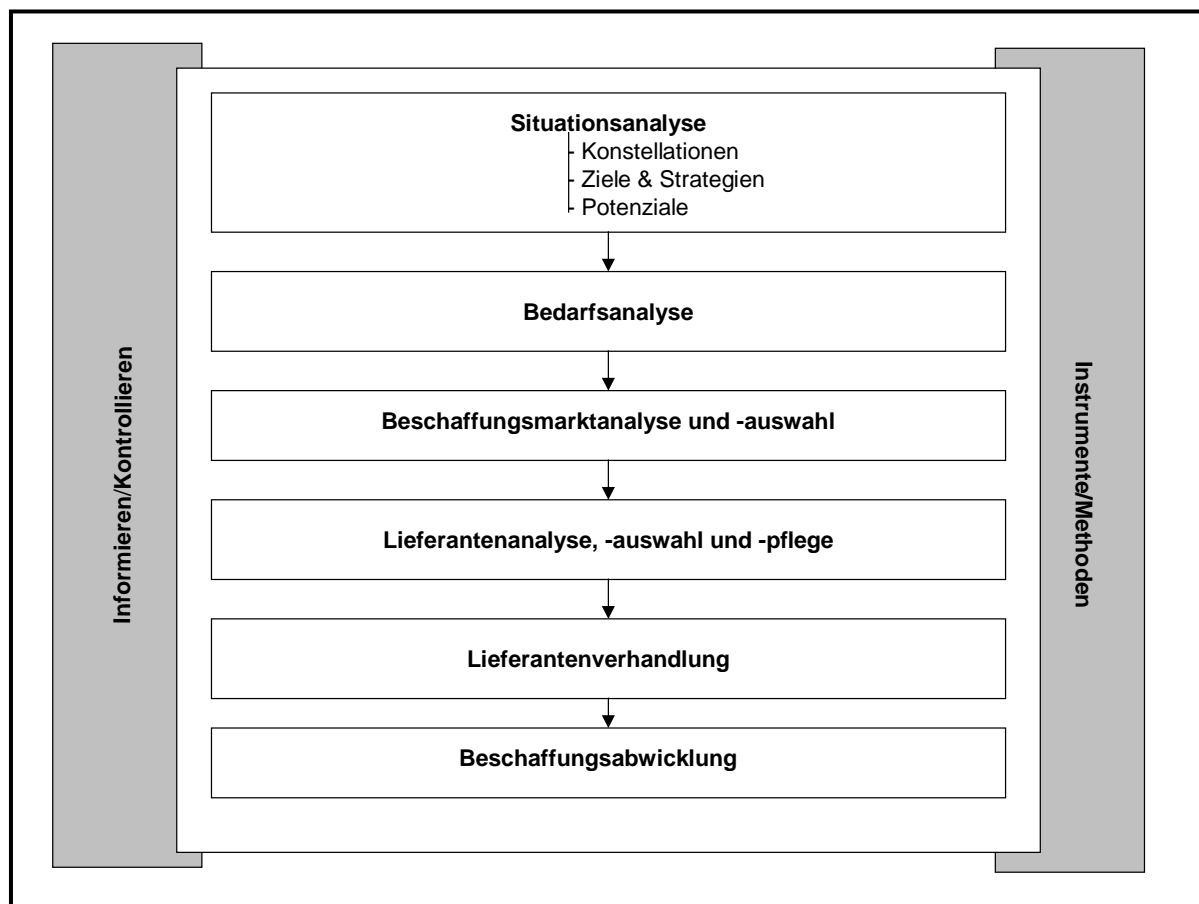 Situationsanalyse
- Konstellationen
- Ziele & Strategien
- Potenziale
Bedarfsanalyse
Beschaffungsmarktanalyse und -auswahl
Lieferantenanalyse, -auswahl und -pflege
Lieferantenverhandlung
Beschaffungsabwicklung
Informieren/Kontrollieren
Instrumente/Methoden